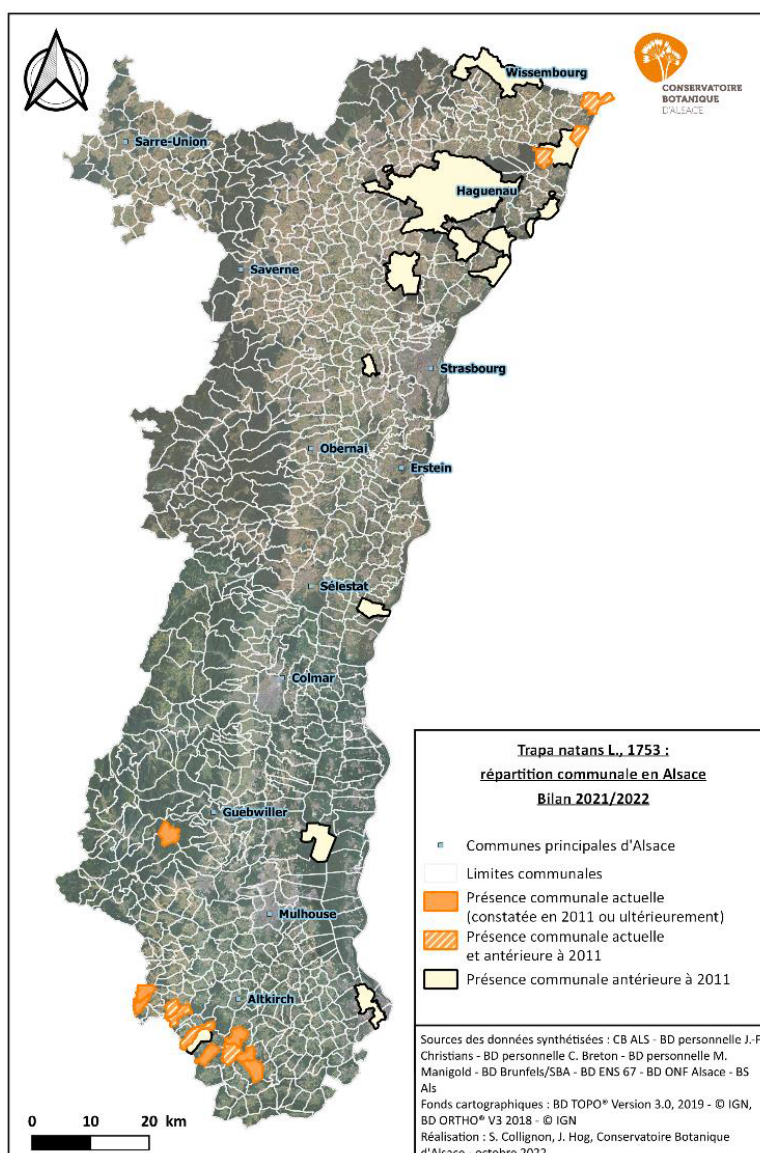 Wissembourg
CONSERVATOIRE
BOTANIQUE
D'ALSACE
Sarre-Union
Haguenau
Saverne
Strasbourg
Obernai
Erstein
Sélestat
Colmar
Guebwiller
Mulhouse
Altkirch
0 10 20 km
Trapa natans L., 1753 :
répartition communale en Alsace
Bilan 2021/2022
Communes principales d'Alsace
Limites communales
Présence communale actuelle
(constatée en 2011 ou ultérieurement)
Présence communale actuelle
et antérieure à 2011
Présence communale antérieure à 2011
Sources des données synthétisées : CB ALS - BD personnelle J.-P.
Christians - BD personnelle C. Breton - BD personnelle M.
Manigold - BD Brunfels/SBA - BD ENS 67 - BD ONF Alsace - BS
Als
Fonds cartographiques : BD TOPO® Version 3.0, 2019 - © IGN,
BD ORTHO® V3 2018 - © IGN
Réalisation : S. Collignon, J. Hog, Conservatoire Botanique
d'Alsace - octobre 2022